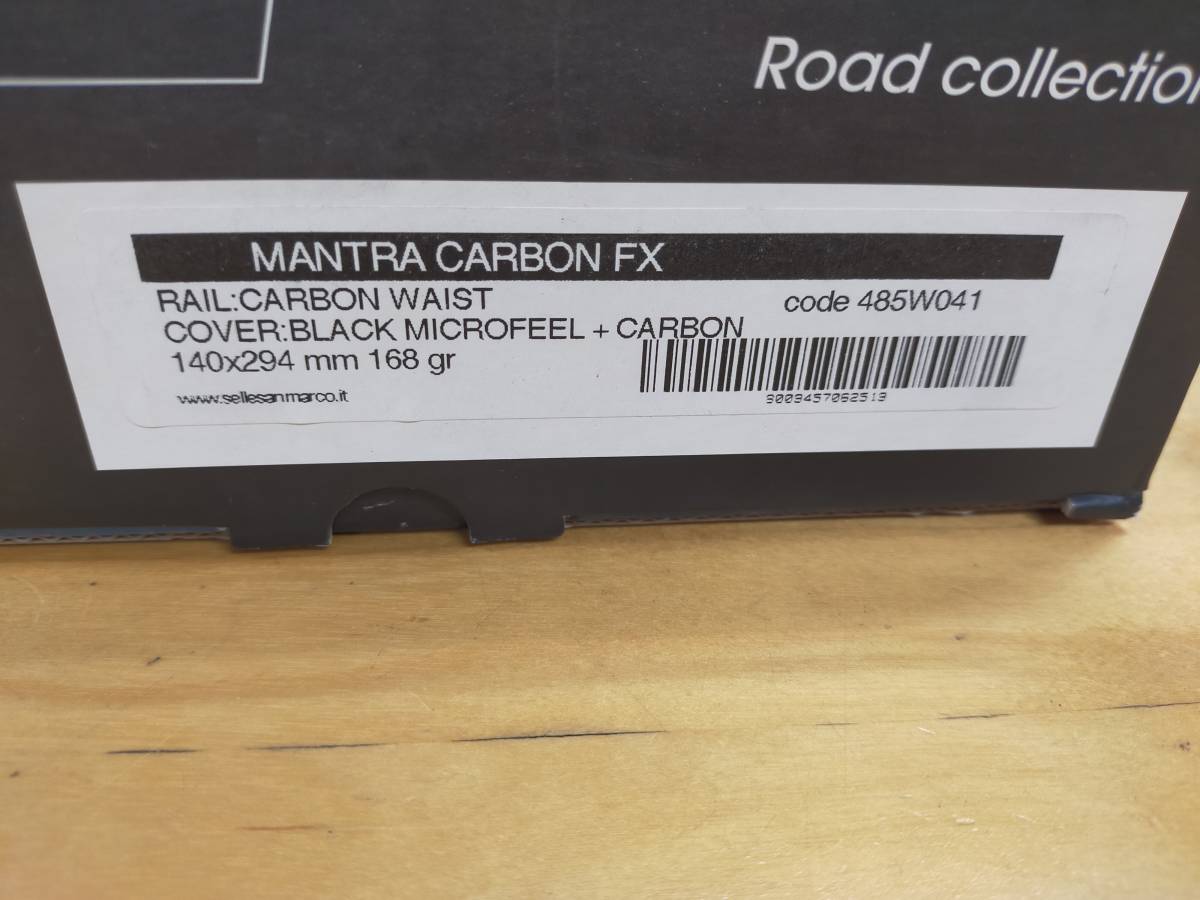 Road collection
MANTRA CARBON FX
RAIL:CARBON WAIST
code 485W041
COVER:BLACK MICROFEEL + CARBON
140x294 mm 168 gr
www.sellesanmarco.it
8003457062513